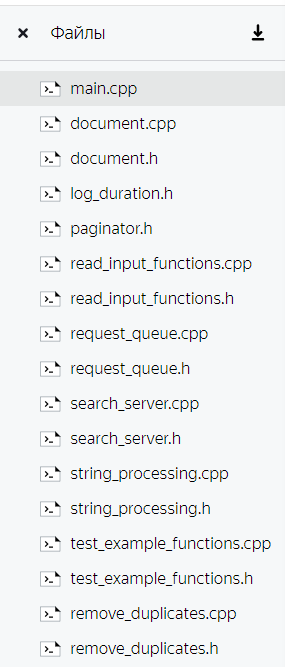 Файлы
main.cpp
document.cpp
document.h
log_duration.h
paginator.h
read_input_functions.cpp
read_input_functions.h
request_queue.cpp
request_queue.h
search_server.cpp
search_server.h
string_processing.cpp
string_processing.h
test_example_functions.cpp
test_example_functions.h
remove_duplicates.cpp
remove_duplicates.h